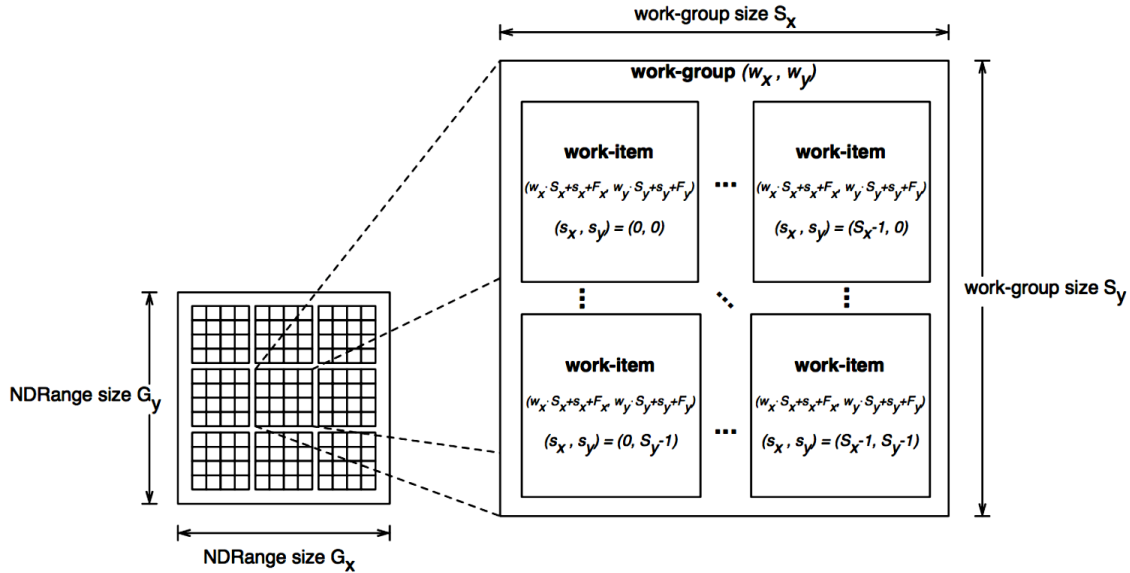 work-group size Sx
work-group (wx , wy)
work-item
(wx· Sx+sx+Fx, wy· Sy+sy+Fy)
(sx , sy) = (0, 0)
...
work-item
(wx· Sx+sx+Fx, wy· Sy+sy+Fy)
(sx , sy) = (Sx-1, 0)
work-group size Sy
work-item
(wx· Sx+sx+Fx, wy· Sy+sy+Fy)
(sx , sy) = (0, Sy-1)
...
work-item
(wx· Sx+sx+Fx, wy· Sy+sy+Fy)
(sx , sy) = (Sx-1, Sy-1)
NDRange size Gy
NDRange size Gx